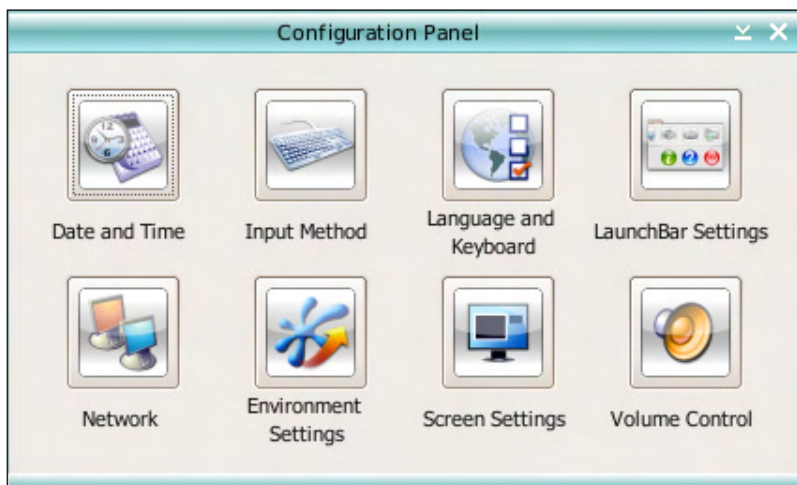 Configuration Panel
Date and Time
Input Method
Language and
Keyboard
LaunchBar Settings
Network
Environment
Settings
Screen Settings
Volume Control